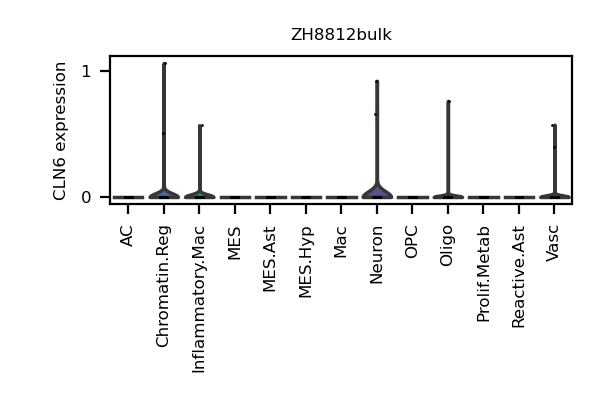 ZH8812bulk
CLN6 expression
1
0
AC
Chromatin.Reg
Inflammatory.Mac
MES
MES.Ast
MES.Hyp
Mac
Neuron
OPC
Oligo
Prolif.Metab
Reactive.Ast
Vasc